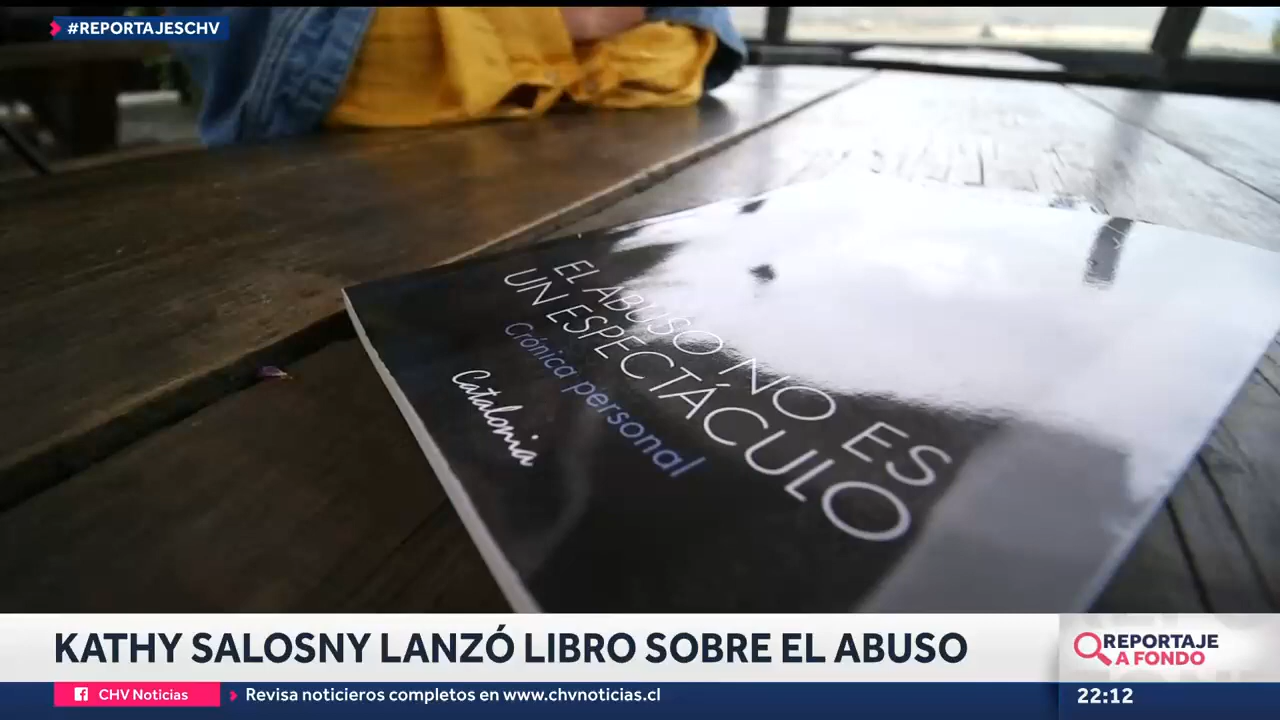 #REPORTAJESCHV
EL ABUSO NO ES
UN ESPECTÁCULO
Crónica personal
Catalonia
KATHY SALOSNY LANZÓ LIBRO SOBRE EL ABUSO
REPORTAJE
A FONDO
CHV Noticias
Revisa noticieros completos en www.chvnoticias.cl
22:12